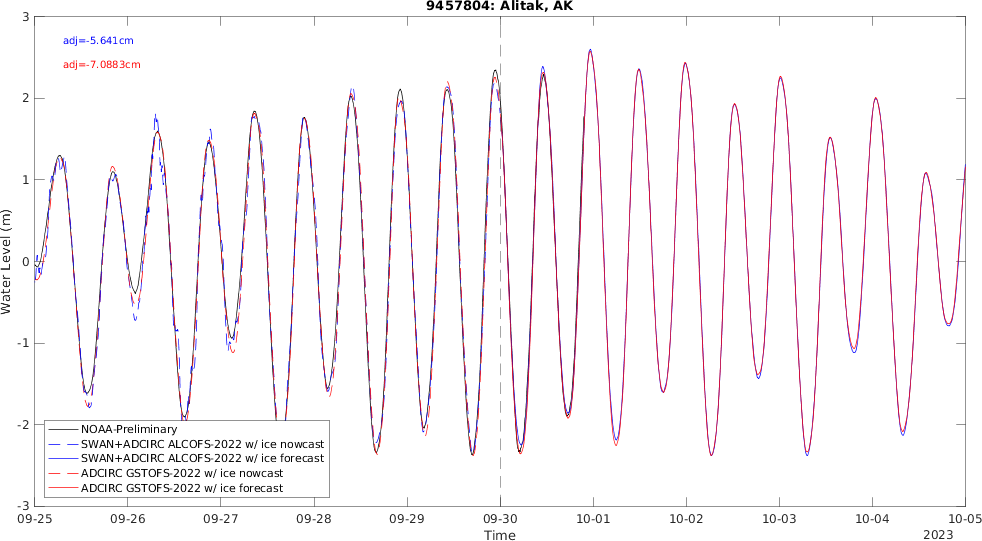 9457804: Alitak, AK
adj=-5.641cm
adj=-7.0883cm
3
2
1
0
-1
-2
-3
Water Level (m)
NOAA-Preliminary
SWAN+ADCIRC ALCOFS-2022 w/ ice nowcast
SWAN+ADCIRC ALCOFS-2022 w/ ice forecast
ADCIRC GSTOFS-2022 w/ ice nowcast
ADCIRC GSTOFS-2022 w/ ice forecast
09-25 09-26 09-27 09-28 09-29 09-30 10-01 10-02 10-03 10-04 10-05
Time
2023